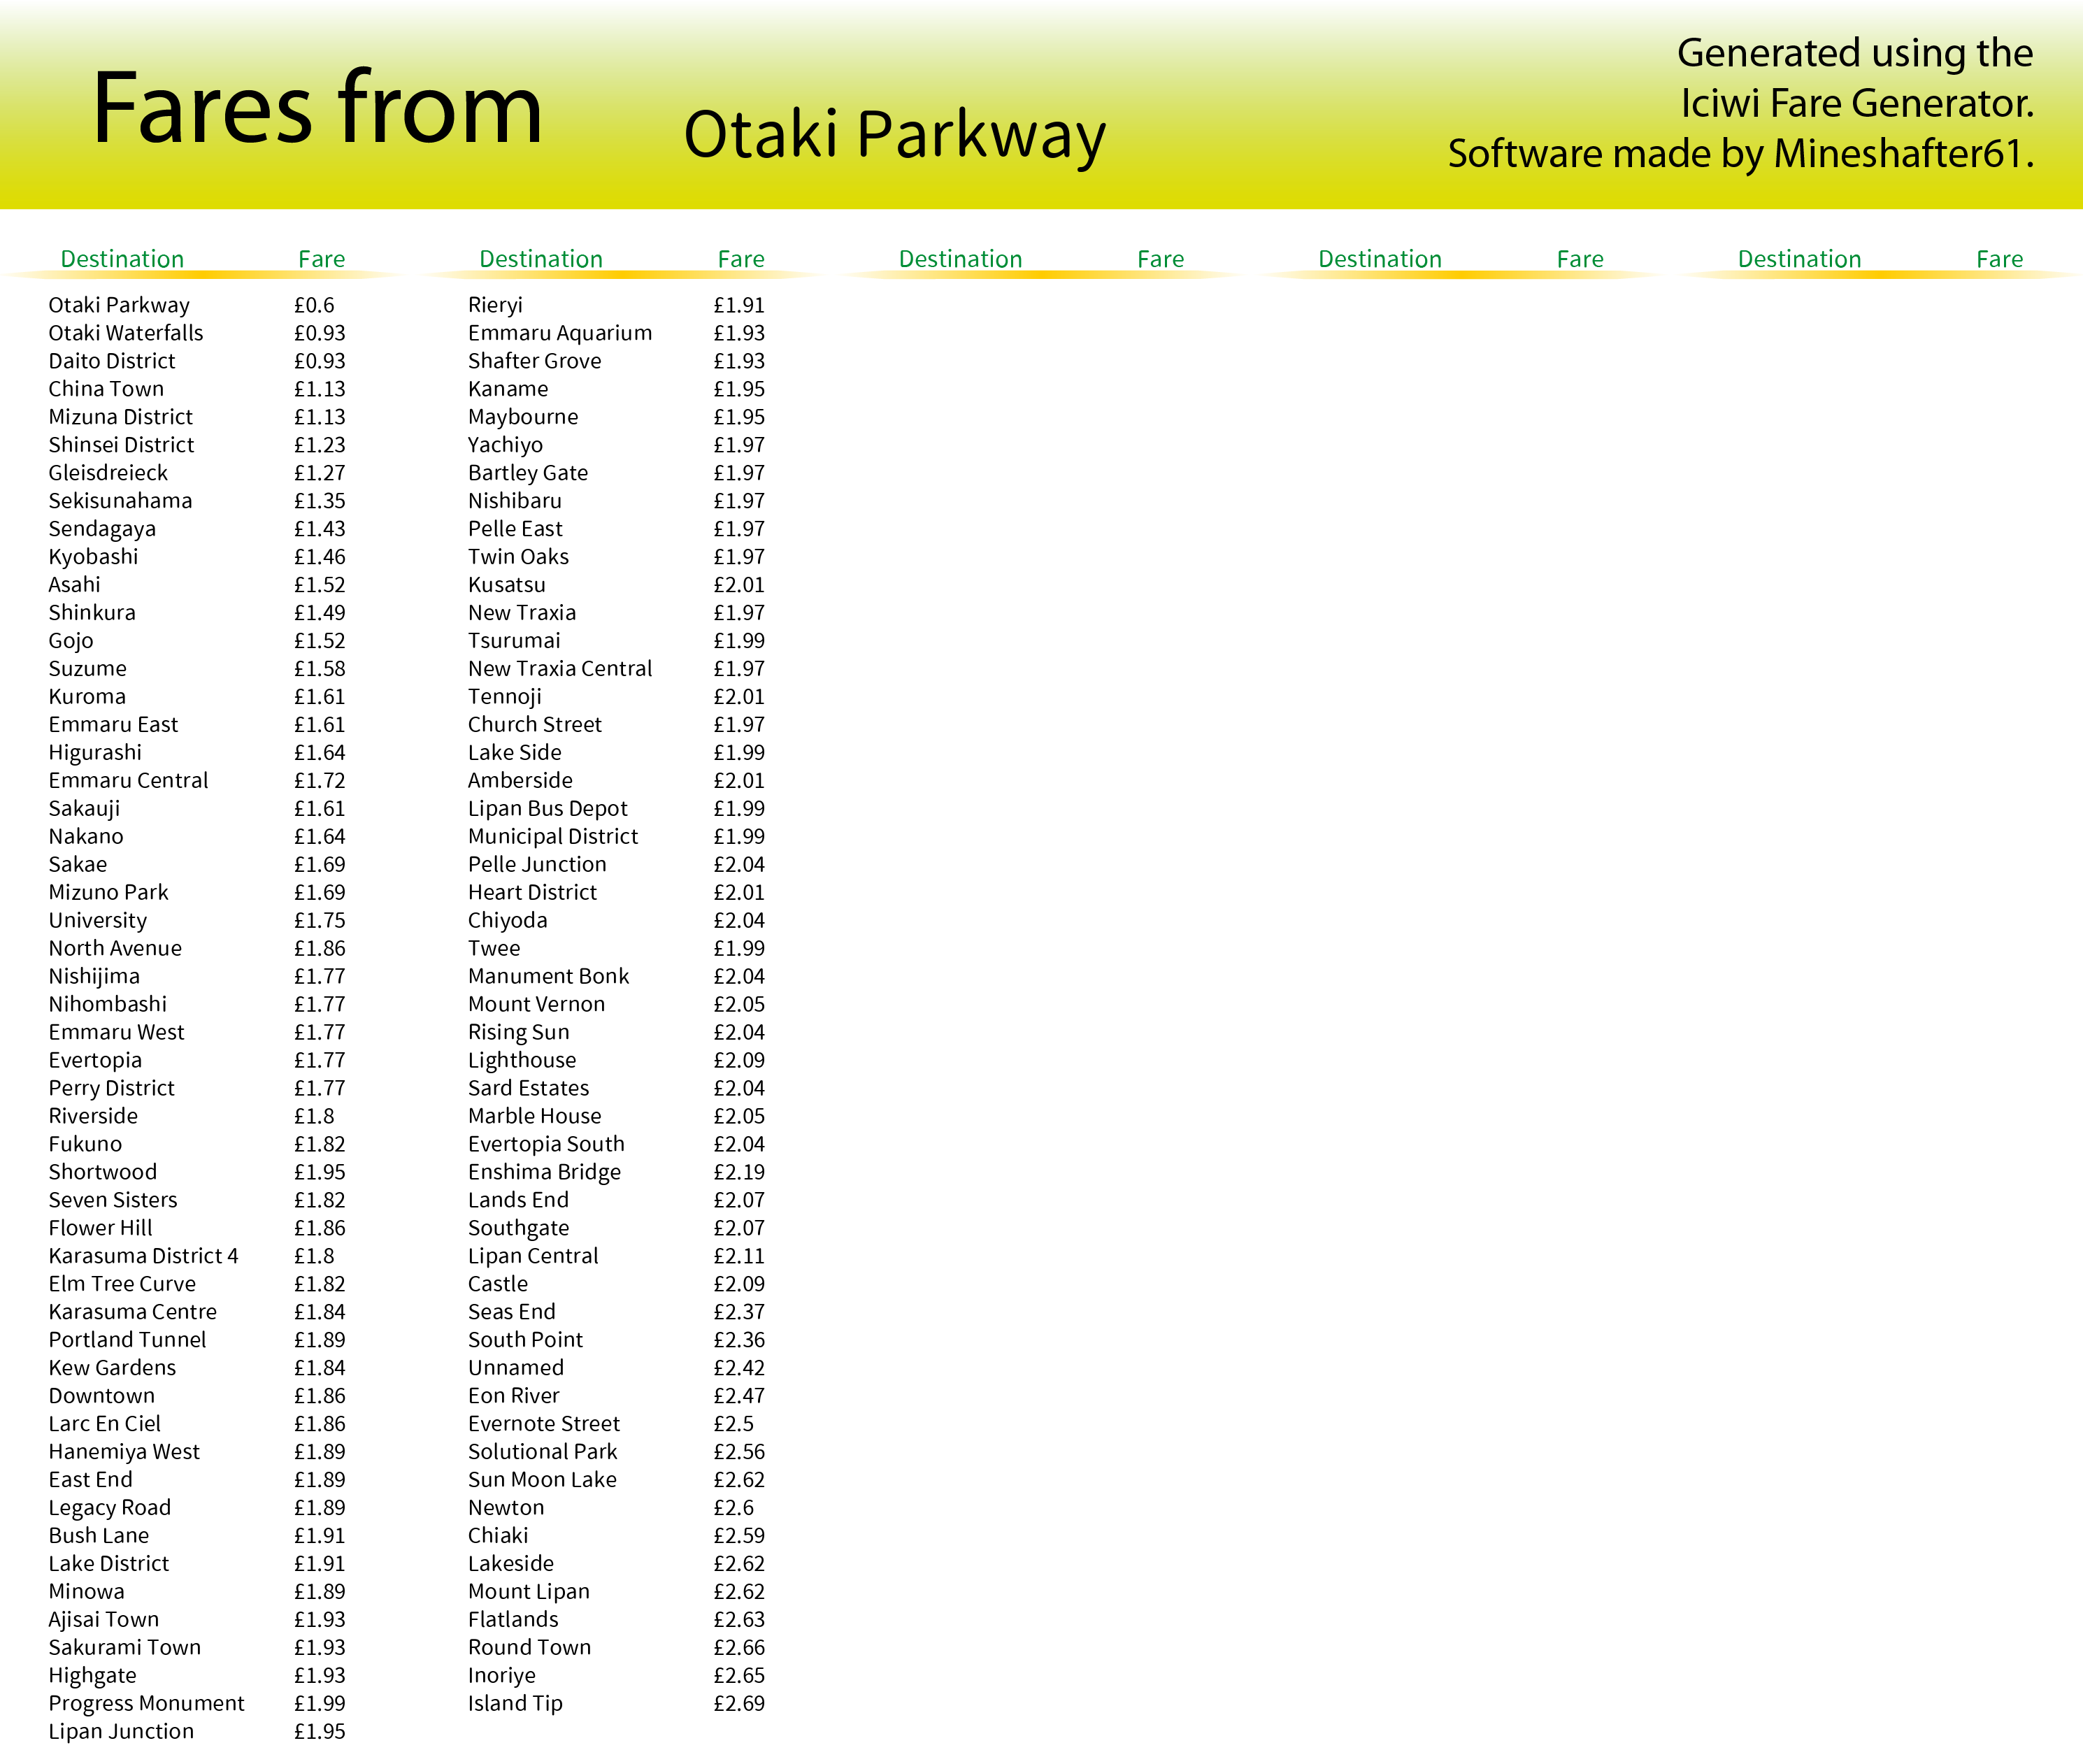 Fares from
Otaki Parkway
Generated using the
Iciwi Fare Generator.
Software made by Mineshafter61.
Destination Fare Destination Fare Destination Fare Destination Fare Destination Fare
Otaki Parkway £0.6
Otaki Waterfalls £0.93
Daito District £0.93
China Town £1.13
Mizuna District £1.13
Shinsei District £1.23
Gleisdreieck £1.27
Sekisunahama £1.35
Sendagaya £1.43
Kyobashi £1.46
Asahi £1.52
Shinkura £1.49
Gojo £1.52
Suzume £1.58
Kuroma £1.61
Emmaru East £1.61
Higurashi £1.64
Emmaru Central £1.72
Sakauji £1.61
Nakano £1.64
Sakae £1.69
Mizuno Park £1.69
University £1.75
North Avenue £1.86
Nishijima £1.77
Nihombashi £1.77
Emmaru West £1.77
Evertopia £1.77
Perry District £1.77
Riverside £1.8
Fukuno £1.82
Shortwood £1.95
Seven Sisters £1.82
Flower Hill £1.86
Karasuma District 4 £1.8
Elm Tree Curve £1.82
Karasuma Centre £1.84
Portland Tunnel £1.89
Kew Gardens £1.84
Downtown £1.86
Larc En Ciel £1.86
Hanemiya West £1.89
East End £1.89
Legacy Road £1.89
Bush Lane £1.91
Lake District £1.91
Minowa £1.89
Ajisai Town £1.93
Sakurami Town £1.93
Highgate £1.93
Progress Monument £1.99
Lipan Junction £1.95
Rieryi £1.91
Emmaru Aquarium £1.93
Shafter Grove £1.93
Kaname £1.95
Maybourne £1.95
Yachiyo £1.97
Bartley Gate £1.97
Nishibaru £1.97
Pelle East £1.97
Twin Oaks £1.97
Kusatsu £2.01
New Traxia £1.97
Tsurumai £1.99
New Traxia Central £1.97
Tennoji £2.01
Church Street £1.97
Lake Side £1.99
Amberside £2.01
Lipan Bus Depot £1.99
Municipal District £1.99
Pelle Junction £2.04
Heart District £2.01
Chiyoda £2.04
Twee £1.99
Manument Bonk £2.04
Mount Vernon £2.05
Rising Sun £2.04
Lighthouse £2.09
Sard Estates £2.04
Marble House £2.05
Evertopia South £2.04
Enshima Bridge £2.19
Lands End £2.07
Southgate £2.07
Lipan Central £2.11
Castle £2.09
Seas End £2.37
South Point £2.36
Unnamed £2.42
Eon River £2.47
Evernote Street £2.5
Solutional Park £2.56
Sun Moon Lake £2.62
Newton £2.6
Chiaki £2.59
Lakeside £2.62
Mount Lipan £2.62
Flatlands £2.63
Round Town £2.66
Inoriye £2.65
Island Tip £2.69